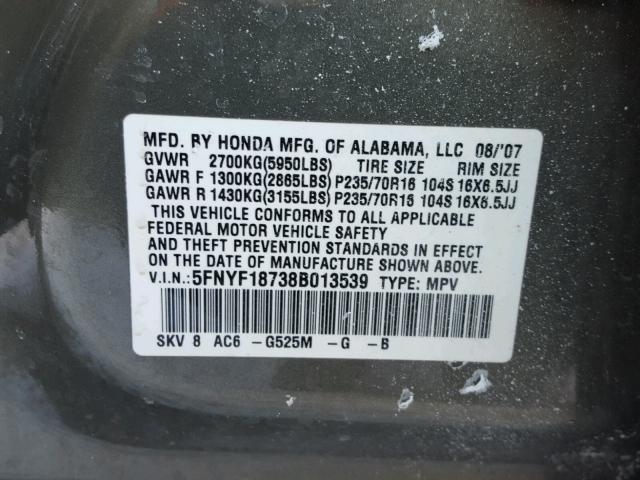 MFD. BY HONDA MFG. OF ALABAMA, LLC 08/'07
GVWR 2700KG(5950LBS) TIRE SIZE RIM SIZE
GAWR F 1300KG(2865LBS) P235/70R16 104S 16X6.5JJ
GAWR R 1430KG(3155LBS) P235/70R16 104S 16X6.5JJ
THIS VEHICLE CONFORMS TO ALL APPLICABLE
FEDERAL MOTOR VEHICLE SAFETY
AND THEFT PREVENTION STANDARDS IN EFFECT
ON THE DATE OF MANUFACTURE SHOWN ABOVE.
V.I.N.: 5FNYF18738B013539 TYPE: MPV
SKV 8 AC6 -G525M -G -B